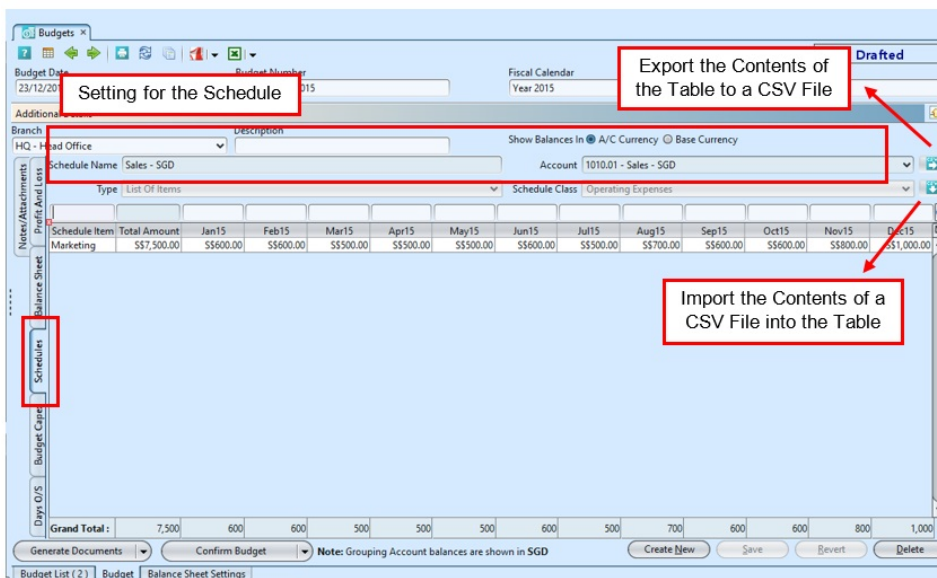 Budgets ×
Drafted
Budget Date
Budget Number
Fiscal Calendar
23/12/201
015
Year 2015
Setting for the Schedule
Export the Contents of
the Table to a CSV File
Branch
Description
Show Balances In A/C Currency Base Currency
HQ - Head Office
Schedule Name Sales - SGD
Account 1010.01 - Sales - SGD
Type List Of Items
Schedule Class Operating Expenses
Schedule Item Total Amount Jan15 Feb15 Mar15 Apr15 May15 Jun15 Jul15 Aug15 Sep15 Oct15 Nov15 Dec15
Marketing S$7,500.00 S$600.00 S$600.00 S$500.00 S$500.00 S$500.00 S$600.00 S$500.00 S$700.00 S$600.00 S$600.00 S$800.00 S$1,000.00
Import the Contents of a
CSV File into the Table
Notes/Attachments
Profit And Loss
Balance Sheet
Schedules
Budget Capex
Days O/S
Grand Total : 7,500 600 600 500 500 500 600 500 700 600 600 800 1,000
Generate Documents
Confirm Budget
Note: Grouping Account balances are shown in SGD
Create New
Save
Revert
Delete
Budget List ( 2 )
Budget
Balance Sheet Settings